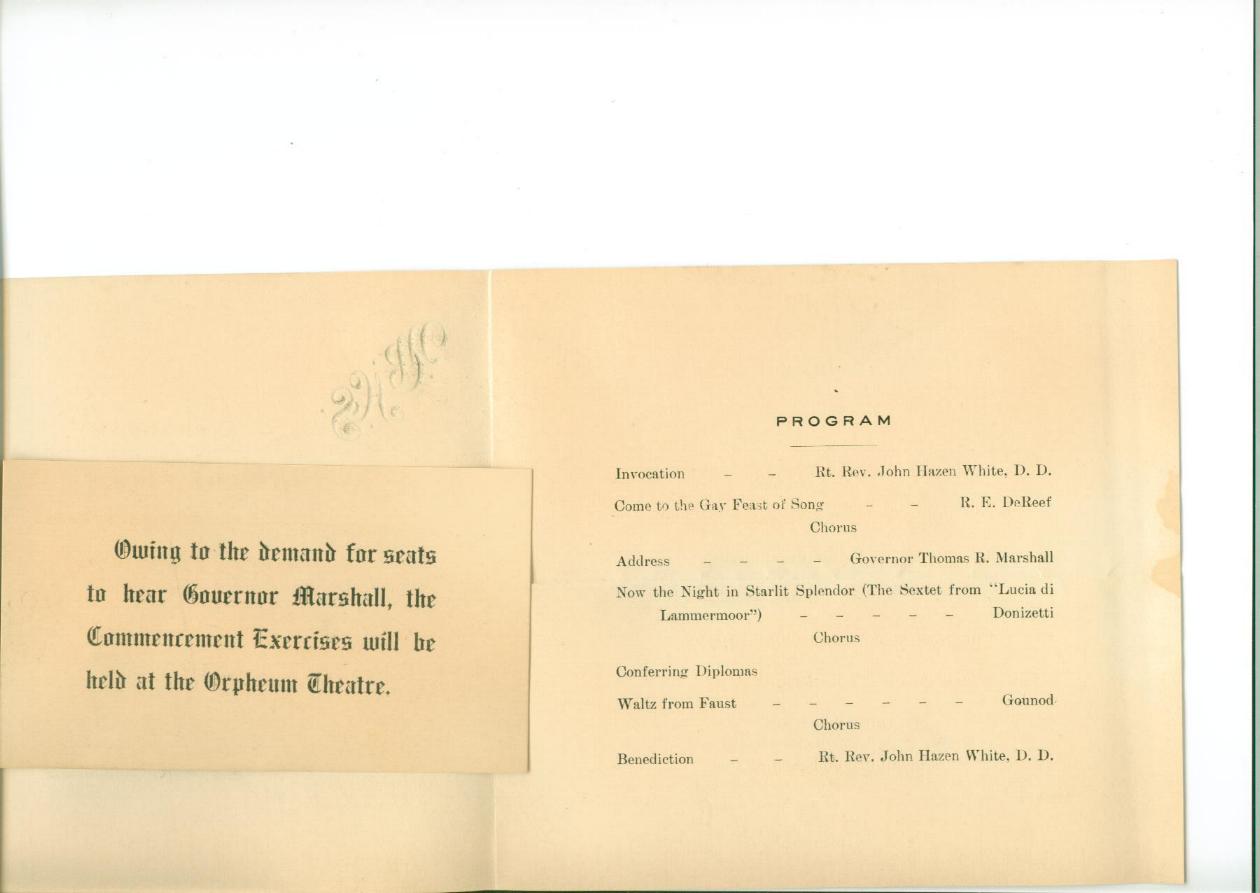 Owing to the demand for seats
to hear Governor Marshall, the
Commencement Exercises will be
held at the Orpheum Theatre.
PROGRAM
Invocation – – Rt. Rev. John Hazen White, D. D.
Come to the Gay Feast of Song – – R. E. DeReef
Chorus
Address – – – – Governor Thomas R. Marshall
Now the Night in Starlit Splendor (The Sextet from "Lucia di
Lammermoor") – – – – – Donizetti
Chorus
Conferring Diplomas
Waltz from Faust – – – – – – Gounod
Chorus
Benediction – – Rt. Rev. John Hazen White, D. D.